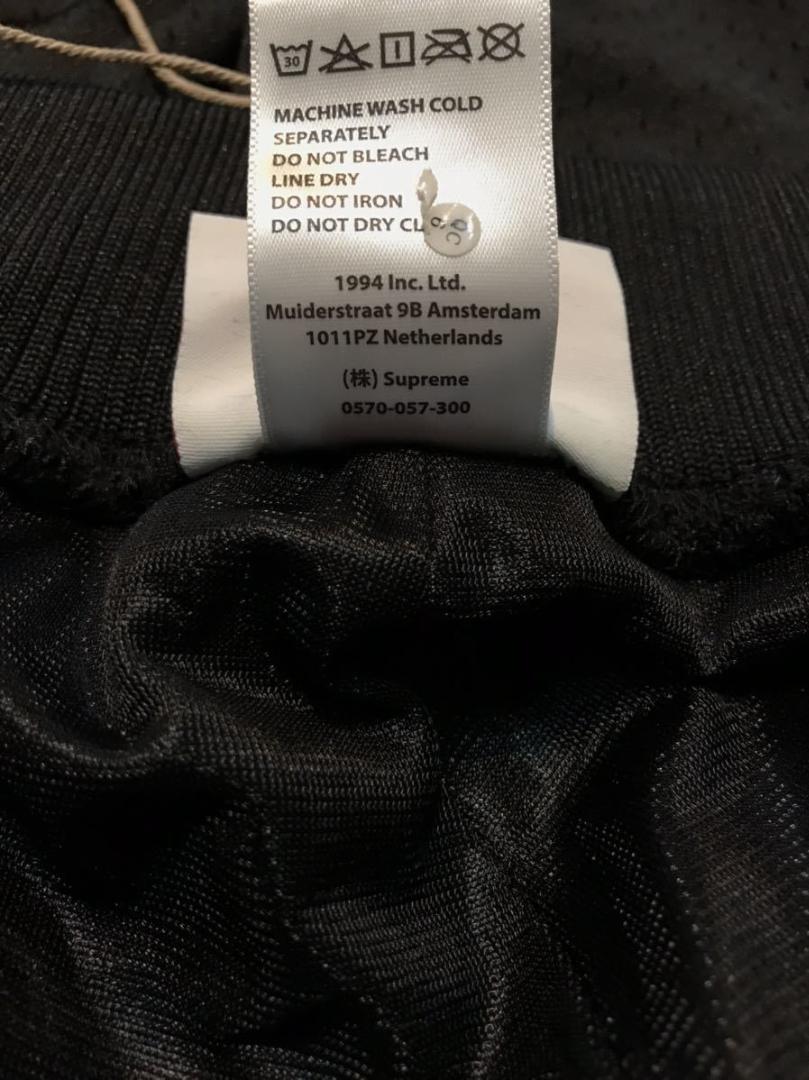 30
MACHINE WASH COLD
SEPARATELY
DO NOT BLEACH
LINE DRY
DO NOT IRON
DO NOT DRY
QC
1994 Inc. Ltd.
Muiderstraat 9B Amsterdam
1011PZ Netherlands
(株) Supreme
0570-057-300